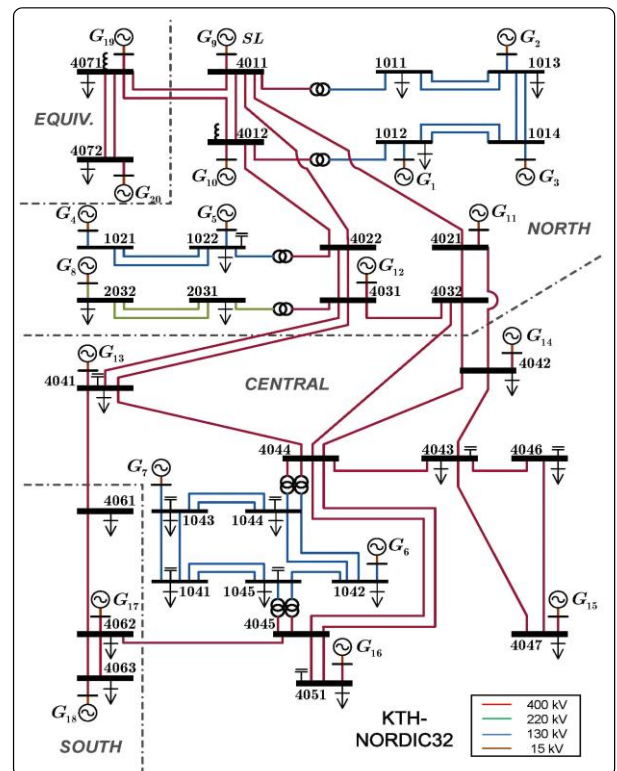 G19 G9 SL G2
4071 4011 1011 1013
EQUIV.
4012 1012 1014
4072
G20 G10 G1 G3
G4 G5 G11 NORTH
1021 1022 4022 4021
G8 G12
2032 2031 4031 4032
G13 G14
4041 CENTRAL 4042
4044 4043 4046
G7
4061 1043 1044
G6
1041 1045 1042
G17 G15
4062 4045 4047
G16
4063 4051
G18
SOUTH
KTH-
NORDIC32
400 kV
220 kV
130 kV
15 kV